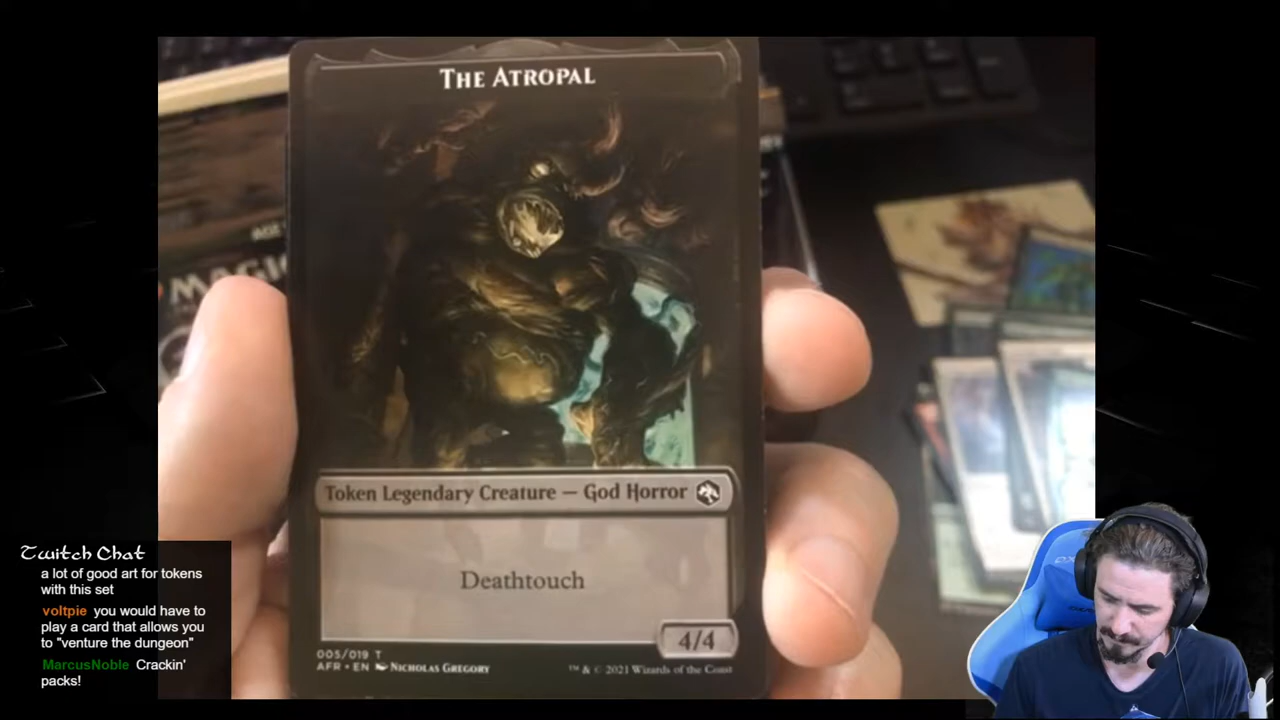 THE ATROPAL
MAGIC
Token Legendary Creature — God Horror
Deathtouch
4/4
005/019 T
AFR • EN NICHOLAS GREGORY
™ & © 2021 Wizards of the Coast
Twitch Chat
a lot of good art for tokens
with this set
voltpie you would have to
play a card that allows you
to "venture the dungeon"
MarcusNoble Crackin'
packs!